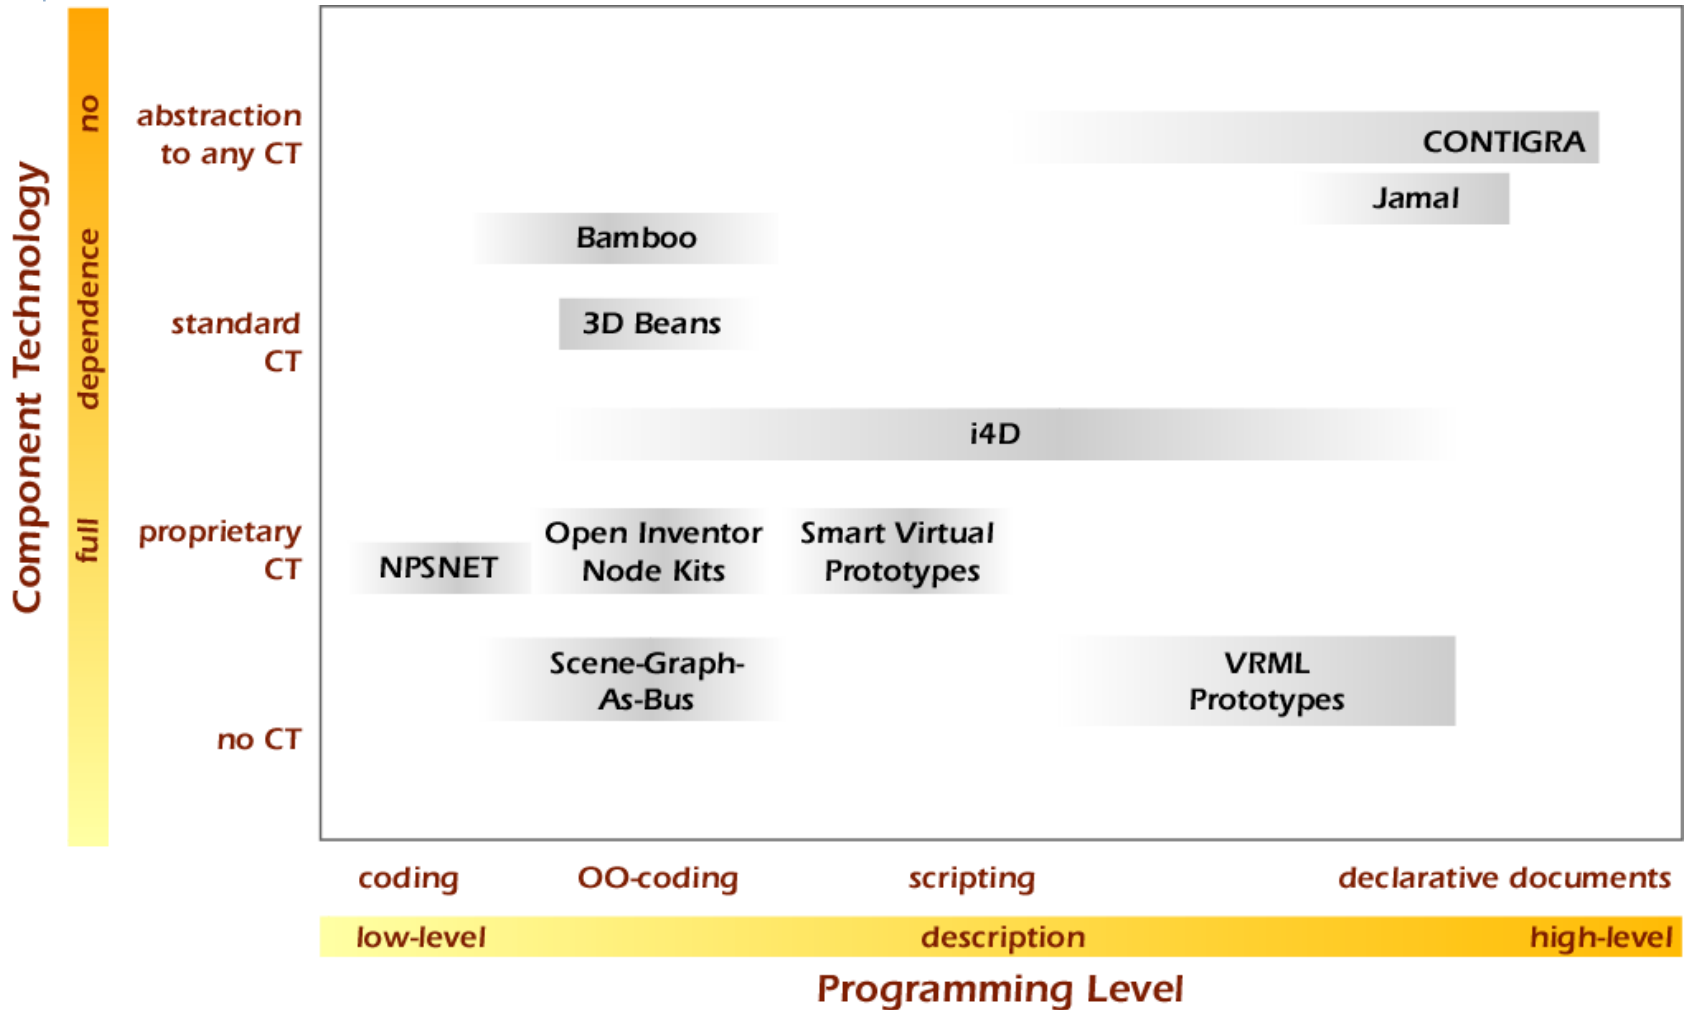 Component Technology
no
dependence
full
abstraction
to any CT
standard
CT
proprietary
CT
no CT
CONTIGRA
Jamal
Bamboo
3D Beans
i4D
NPSNET
Open Inventor
Node Kits
Smart Virtual
Prototypes
Scene-Graph-
As-Bus
VRML
Prototypes
coding
OO-coding
scripting
declarative documents
low-level
description
high-level
Programming Level